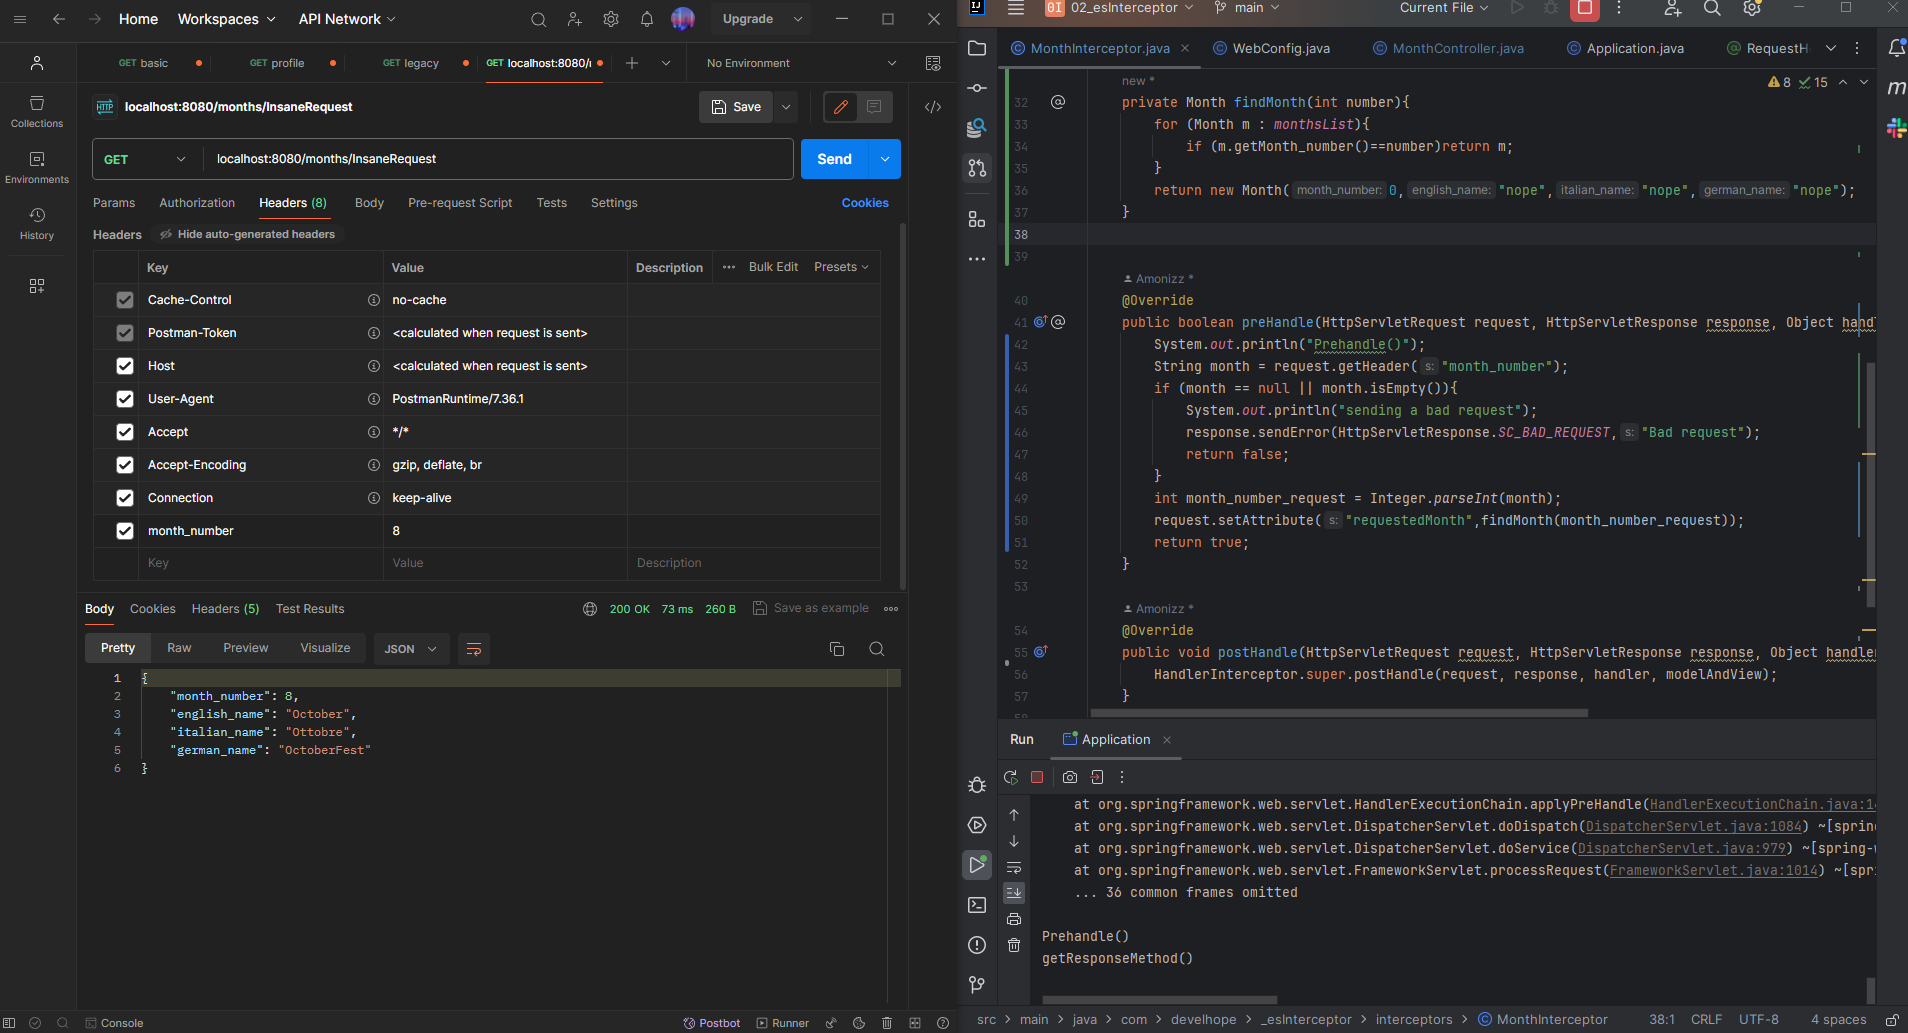 Home Workspaces API Network Upgrade
GET basic GET profile GET legacy GET localhost:8080/ No Environment
HTTP localhost:8080/months/InsaneRequest Save
Collections
Environments
History
GET localhost:8080/months/InsaneRequest Send
Params Authorization Headers (8) Body Pre-request Script Tests Settings Cookies
Headers Hide auto-generated headers
Key Value Description Bulk Edit Presets
Cache-Control no-cache
Postman-Token <calculated when request is sent>
Host <calculated when request is sent>
User-Agent PostmanRuntime/7.36.1
Accept */*
Accept-Encoding gzip, deflate, br
Connection keep-alive
month_number 8
Key Value Description
Body Cookies Headers (5) Test Results 200 OK 73 ms 260 B Save as example
Pretty Raw Preview Visualize JSON
1 {
2 "month_number": 8,
3 "english_name": "October",
4 "italian_name": "Ottobre",
5 "german_name": "OctoberFest"
6 }
Console Postbot Runner
IJ 0I 02_esInterceptor main Current File
MonthInterceptor.java WebConfig.java MonthController.java Application.java RequestH
new * 8 15
32 private Month findMonth(int number){
33 for (Month m : monthsList){
34 if (m.getMonth_number()==number)return m;
35 }
36 return new Month( month_number: 0, english_name: "nope", italian_name: "nope", german_name: "nope");
37 }
38
39
Amonizz *
40 @Override
41 public boolean preHandle(HttpServletRequest request, HttpServletResponse response, Object hand
42 System.out.println("Prehandle()");
43 String month = request.getHeader( s: "month_number");
44 if (month == null || month.isEmpty()){
45 System.out.println("sending a bad request");
46 response.sendError(HttpServletResponse.SC_BAD_REQUEST, s: "Bad request");
47 return false;
48 }
49 int month_number_request = Integer.parseInt(month);
50 request.setAttribute( s: "requestedMonth",findMonth(month_number_request));
51 return true;
52 }
53
Amonizz *
54 @Override
55 public void postHandle(HttpServletRequest request, HttpServletResponse response, Object handler
56 HandlerInterceptor.super.postHandle(request, response, handler, modelAndView);
57 }
Run Application
at org.springframework.web.servlet.HandlerExecutionChain.applyPreHandle(HandlerExecutionChain.java:14
at org.springframework.web.servlet.DispatcherServlet.doDispatch(DispatcherServlet.java:1084) ~[spring
at org.springframework.web.servlet.DispatcherServlet.doService(DispatcherServlet.java:979) ~[spring-
at org.springframework.web.servlet.FrameworkServlet.processRequest(FrameworkServlet.java:1014) ~[spri
... 36 common frames omitted
Prehandle()
getResponseMethod()
src > main > java > com > develhope > _esInterceptor > interceptors > MonthInterceptor 38:1 CRLF UTF-8 4 spaces